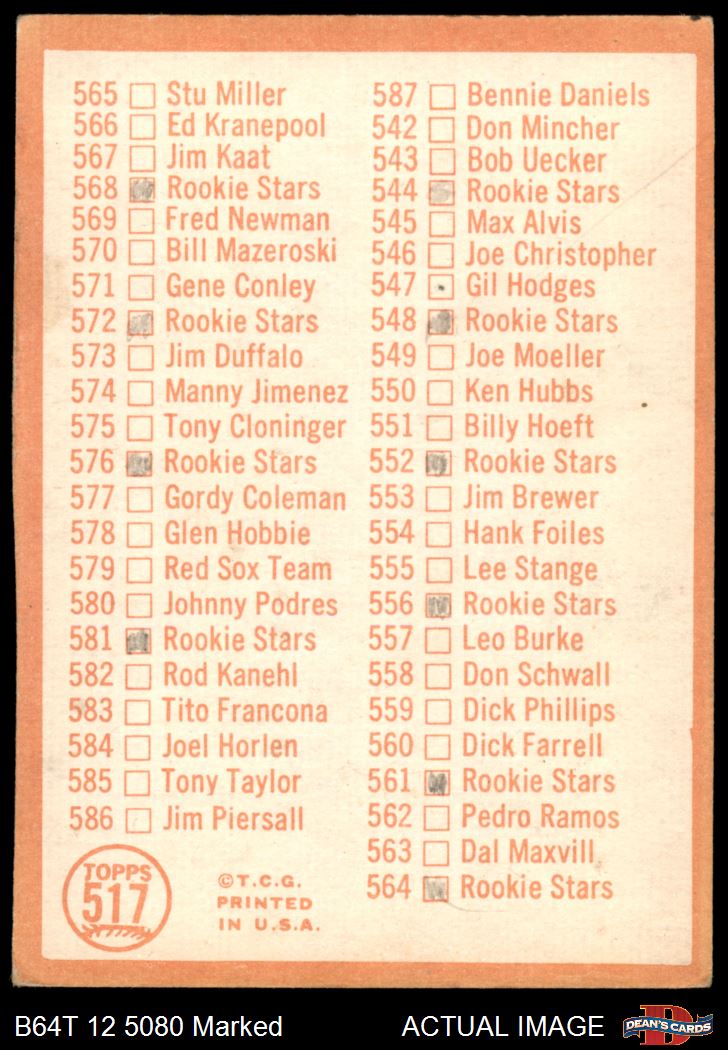 565 Stu Miller
566 Ed Kranepool
567 Jim Kaat
568 Rookie Stars
569 Fred Newman
570 Bill Mazeroski
571 Gene Conley
572 Rookie Stars
573 Jim Duffalo
574 Manny Jimenez
575 Tony Cloninger
576 Rookie Stars
577 Gordy Coleman
578 Glen Hobbie
579 Red Sox Team
580 Johnny Podres
581 Rookie Stars
582 Rod Kanehl
583 Tito Francona
584 Joel Horlen
585 Tony Taylor
586 Jim Piersall
587 Bennie Daniels
542 Don Mincher
543 Bob Uecker
544 Rookie Stars
545 Max Alvis
546 Joe Christopher
547 Gil Hodges
548 Rookie Stars
549 Joe Moeller
550 Ken Hubbs
551 Billy Hoeft
552 Rookie Stars
553 Jim Brewer
554 Hank Foiles
555 Lee Stange
556 Rookie Stars
557 Leo Burke
558 Don Schwall
559 Dick Phillips
560 Dick Farrell
561 Rookie Stars
562 Pedro Ramos
563 Dal Maxvill
564 Rookie Stars
TOPPS
517
©T.C.G.
PRINTED
IN U.S.A.
B64T 12 5080 Marked
ACTUAL IMAGE
D
DEAN'S CARDS